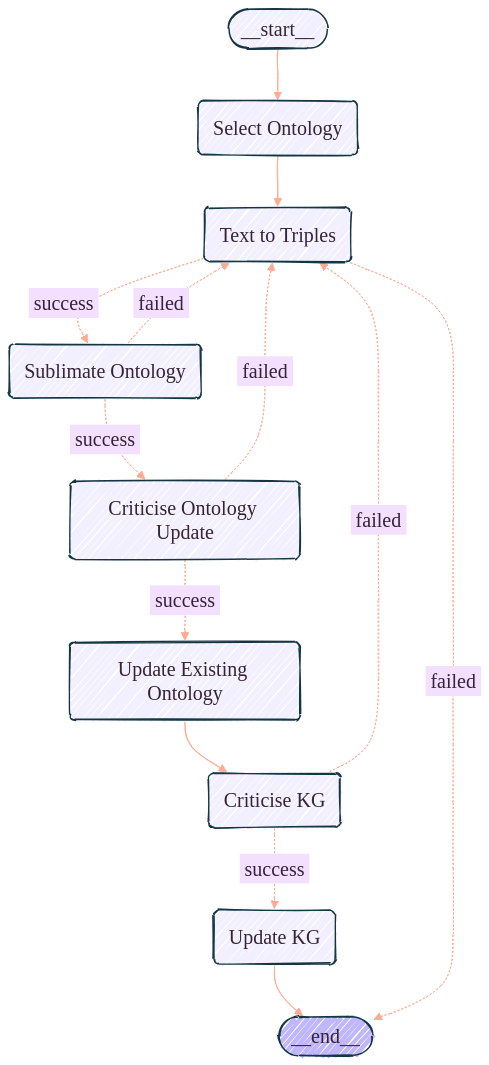 __start__
Select Ontology
Text to Triples
success
failed
Sublimate Ontology
failed
success
Criticise Ontology
Update
failed
success
Update Existing
Ontology
failed
Criticise KG
success
Update KG
__end__